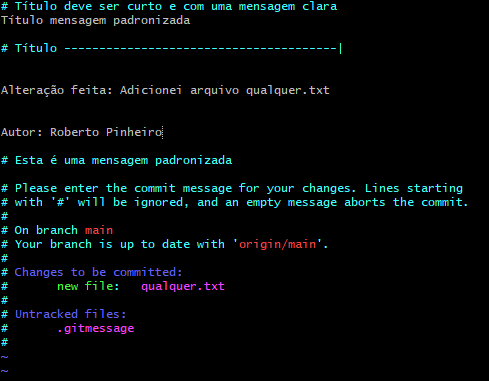 # Título deve ser curto e com uma mensagem clara
Título mensagem padronizada
# Título -------------------------------------|
Alteração feita: Adicionei arquivo qualquer.txt
Autor: Roberto Pinheiro
# Esta é uma mensagem padronizada
# Please enter the commit message for your changes. Lines starting
# with '#' will be ignored, and an empty message aborts the commit.
#
# On branch main
# Your branch is up to date with 'origin/main'.
#
# Changes to be committed:
#       new file:   qualquer.txt
#
# Untracked files:
#       .gitmessage
#
~
~